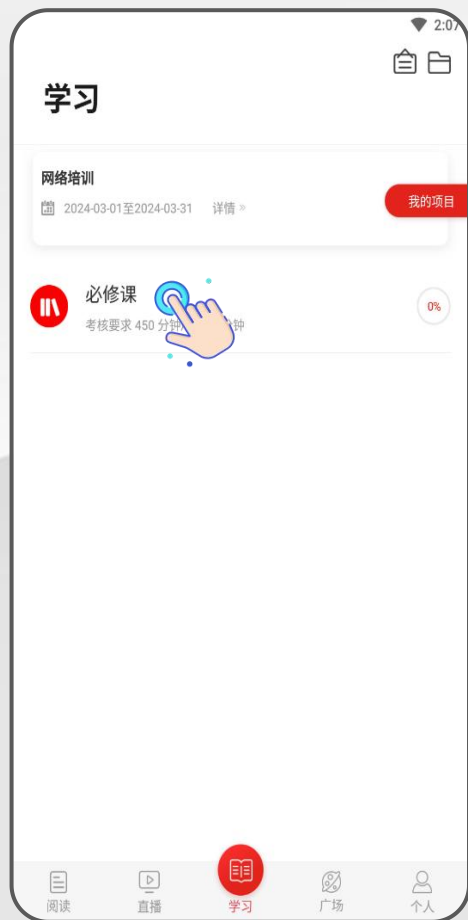 2:07
学习
网络培训
2024-03-01至2024-03-31 详情 »
我的项目
必修课
0%
考核要求 450 分钟 钟
阅读 直播 学习 广场 个人